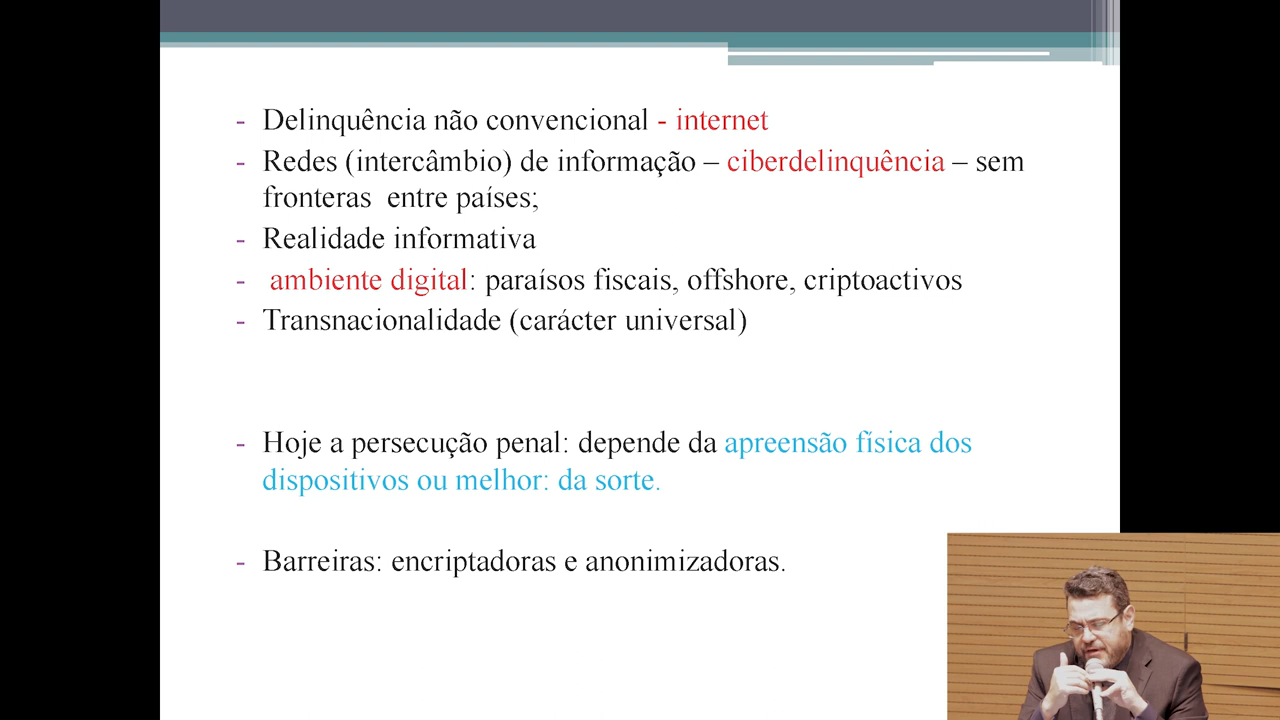 - Delinquência não convencional - internet
- Redes (intercâmbio) de informação – ciberdelinquência – sem
fronteras entre países;
- Realidade informativa
- ambiente digital: paraísos fiscais, offshore, criptoactivos
- Transnacionalidade (carácter universal)
- Hoje a persecução penal: depende da apreensão física dos
dispositivos ou melhor: da sorte.
- Barreiras: encriptadoras e anonimizadoras.